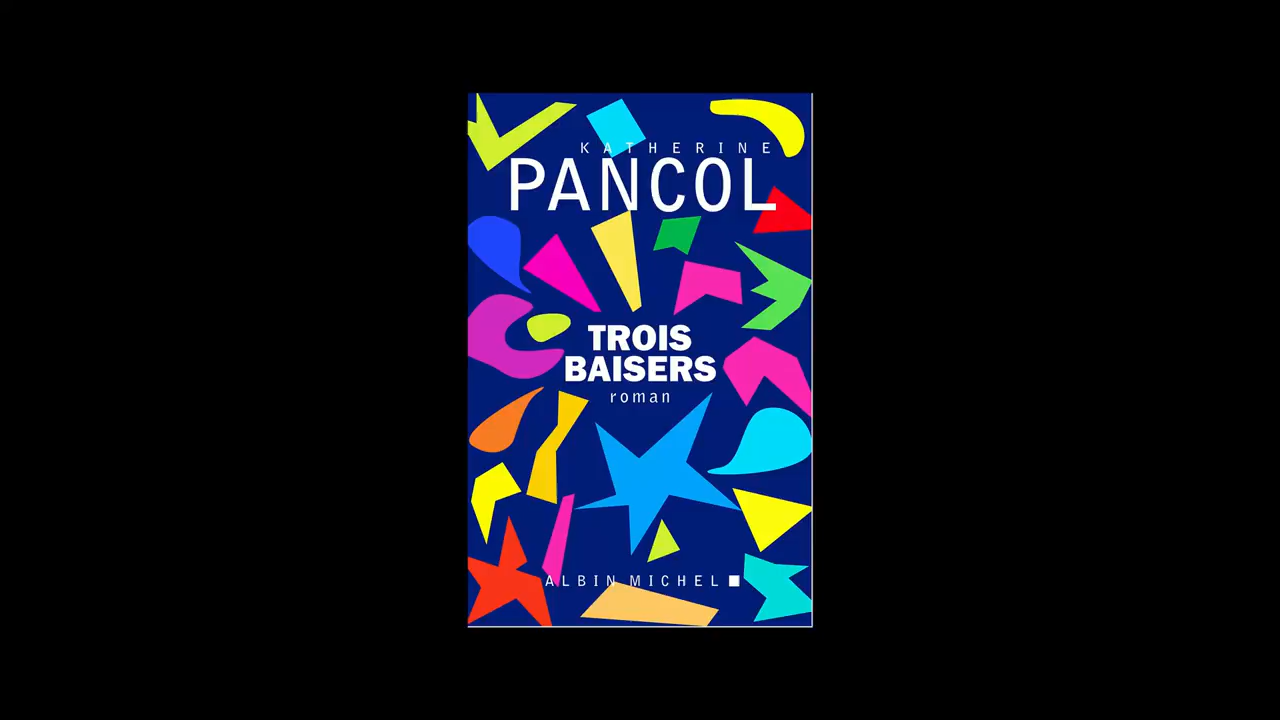 KATHERINE
PANCOL
TROIS
BAISERS
roman
ALBIN MICHEL